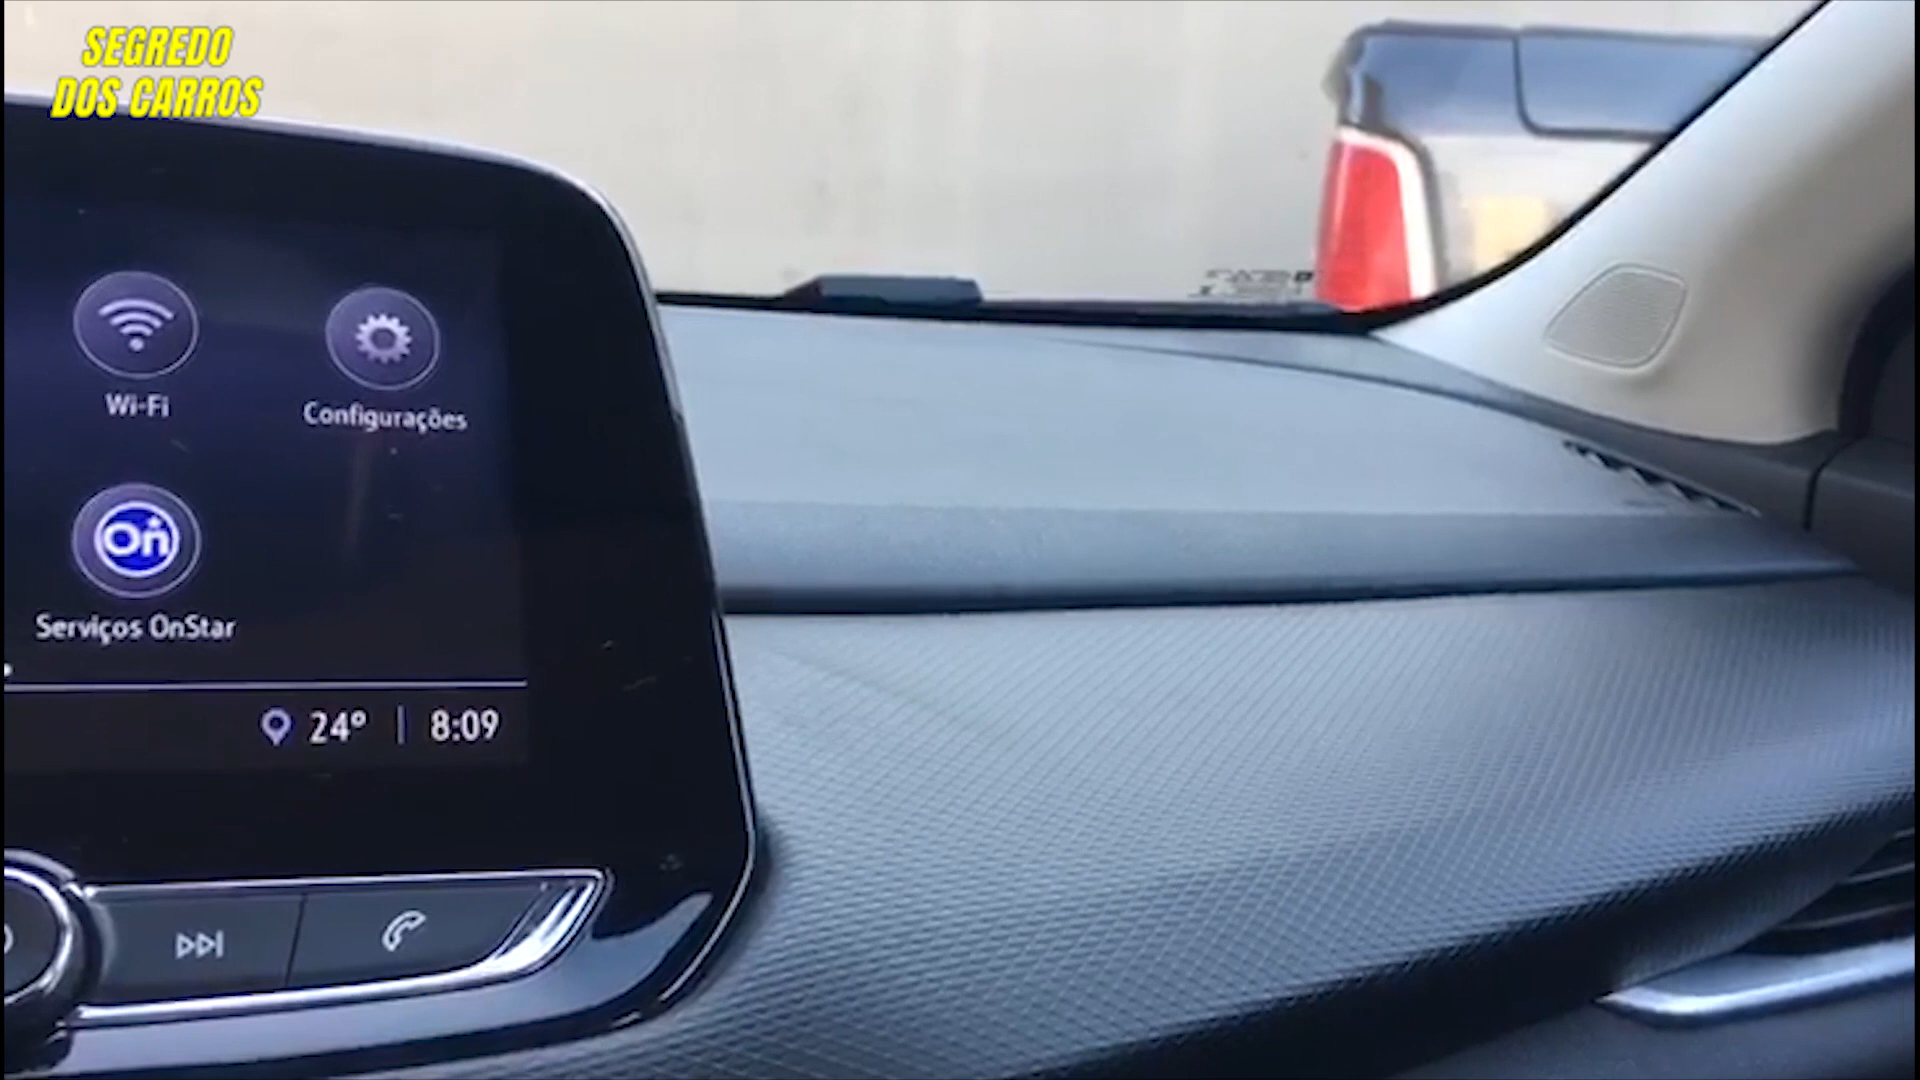 SEGREDO
DOS CARROS
Wi-Fi
Configurações
On
Serviços OnStar
24° | 8:09